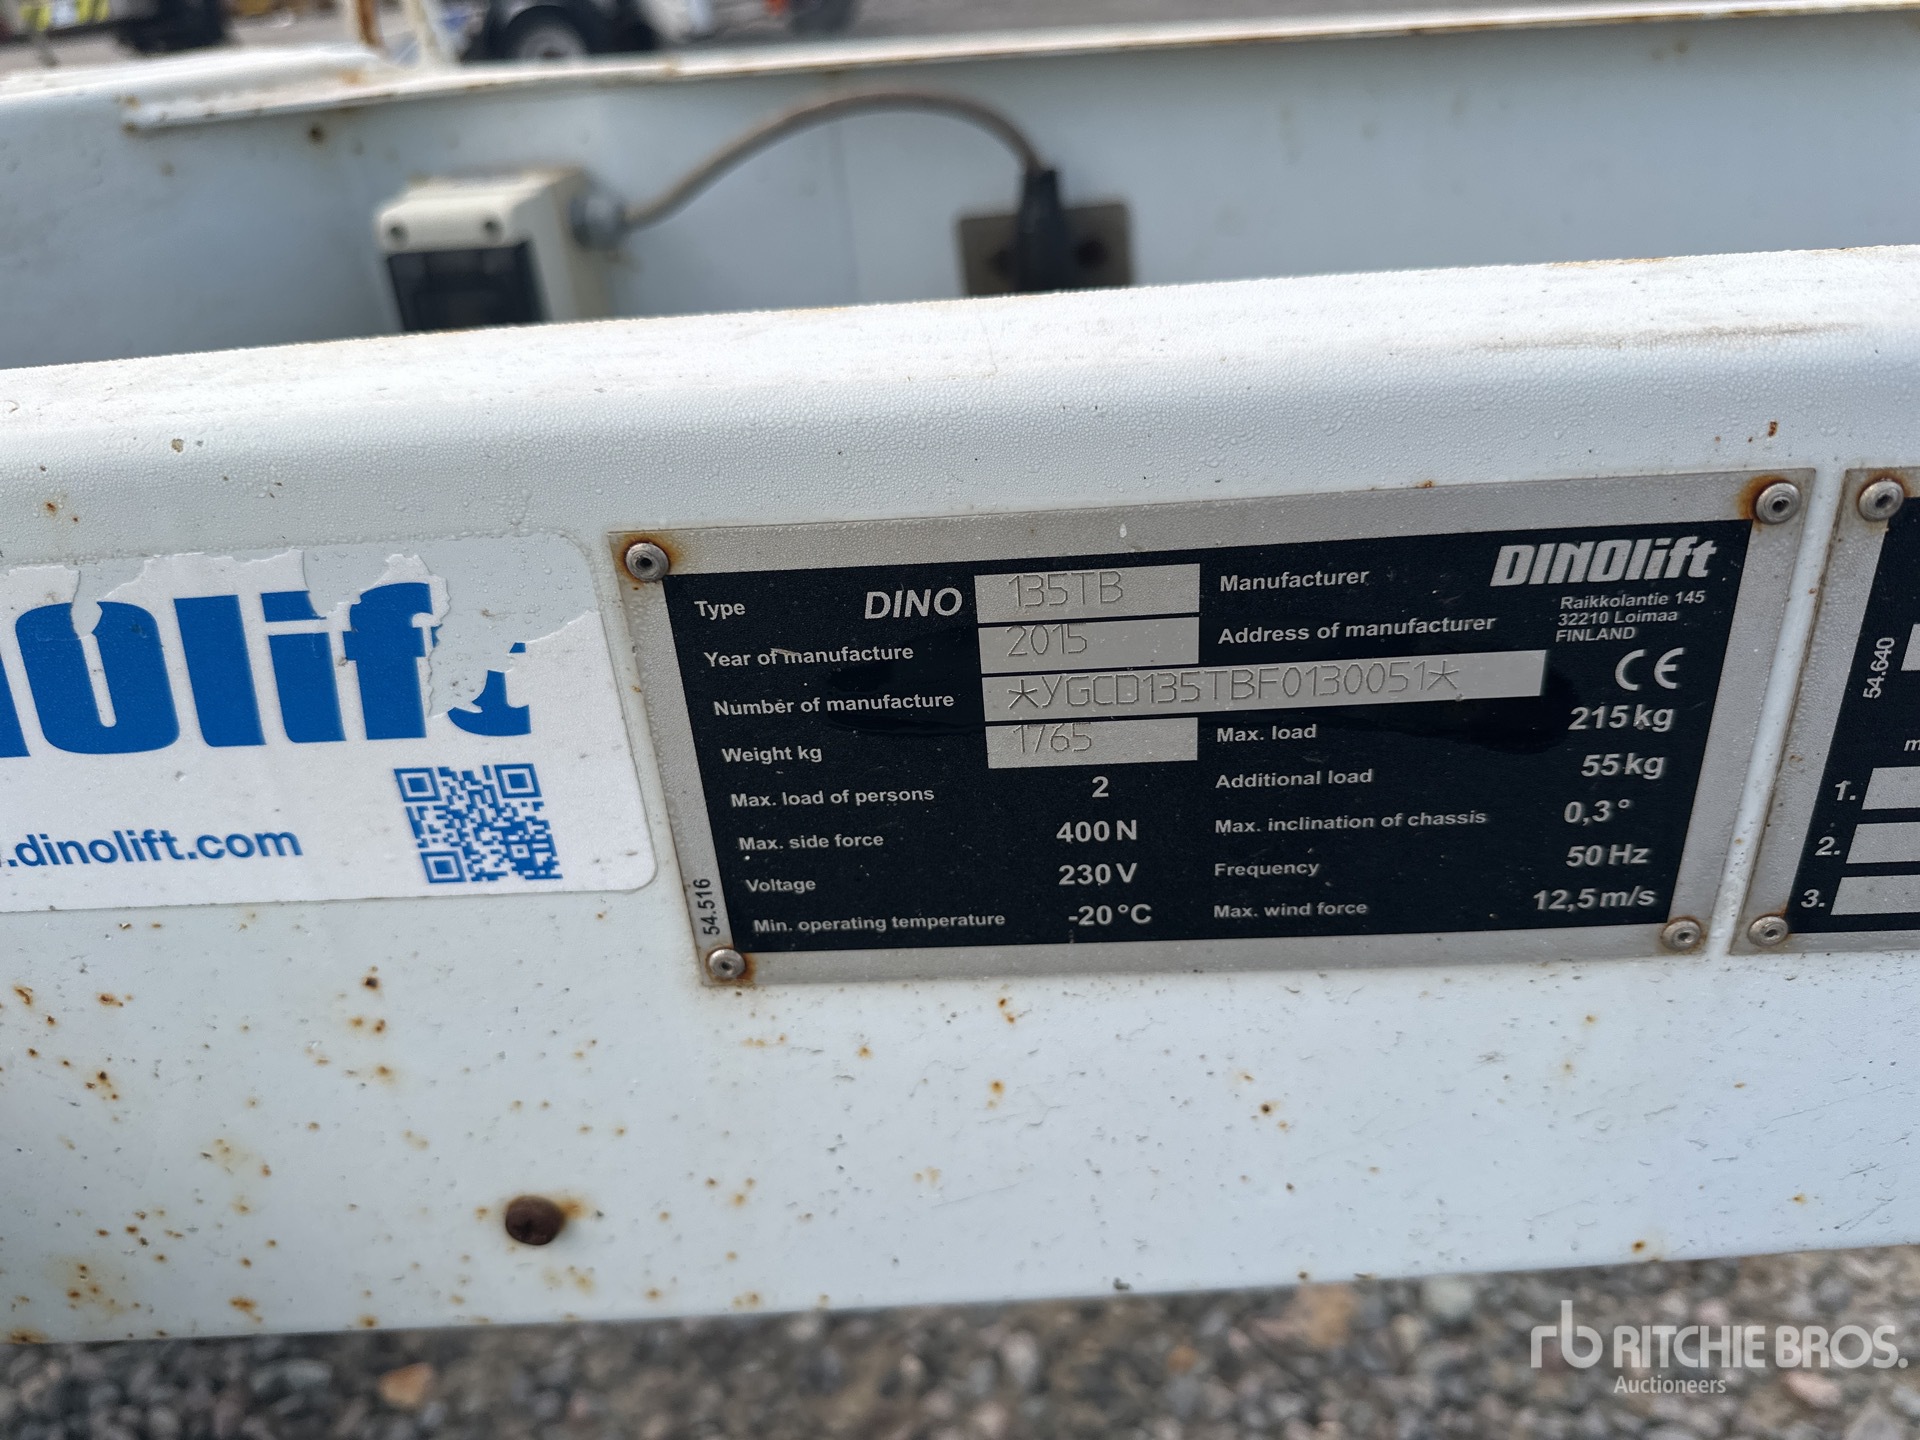 olift
.dinolift.com
Type DINO 135TB
Year of manufacture 2015
Number of manufacture *YGCD135TBF0130051*
Weight kg 1765
Max. load of persons 2
Max. side force 400 N
Voltage 230 V
Min. operating temperature -20 °C
54.516
Manufacturer DINOlift
Address of manufacturer Raikkolantie 145
32210 Loimaa
FINLAND
CE
Max. load 215 kg
Additional load 55 kg
Max. inclination of chassis 0,3 °
Frequency 50 Hz
Max. wind force 12,5 m/s
54.640
m
1.
2.
3.
rb RITCHIE BROS.
Auctioneers